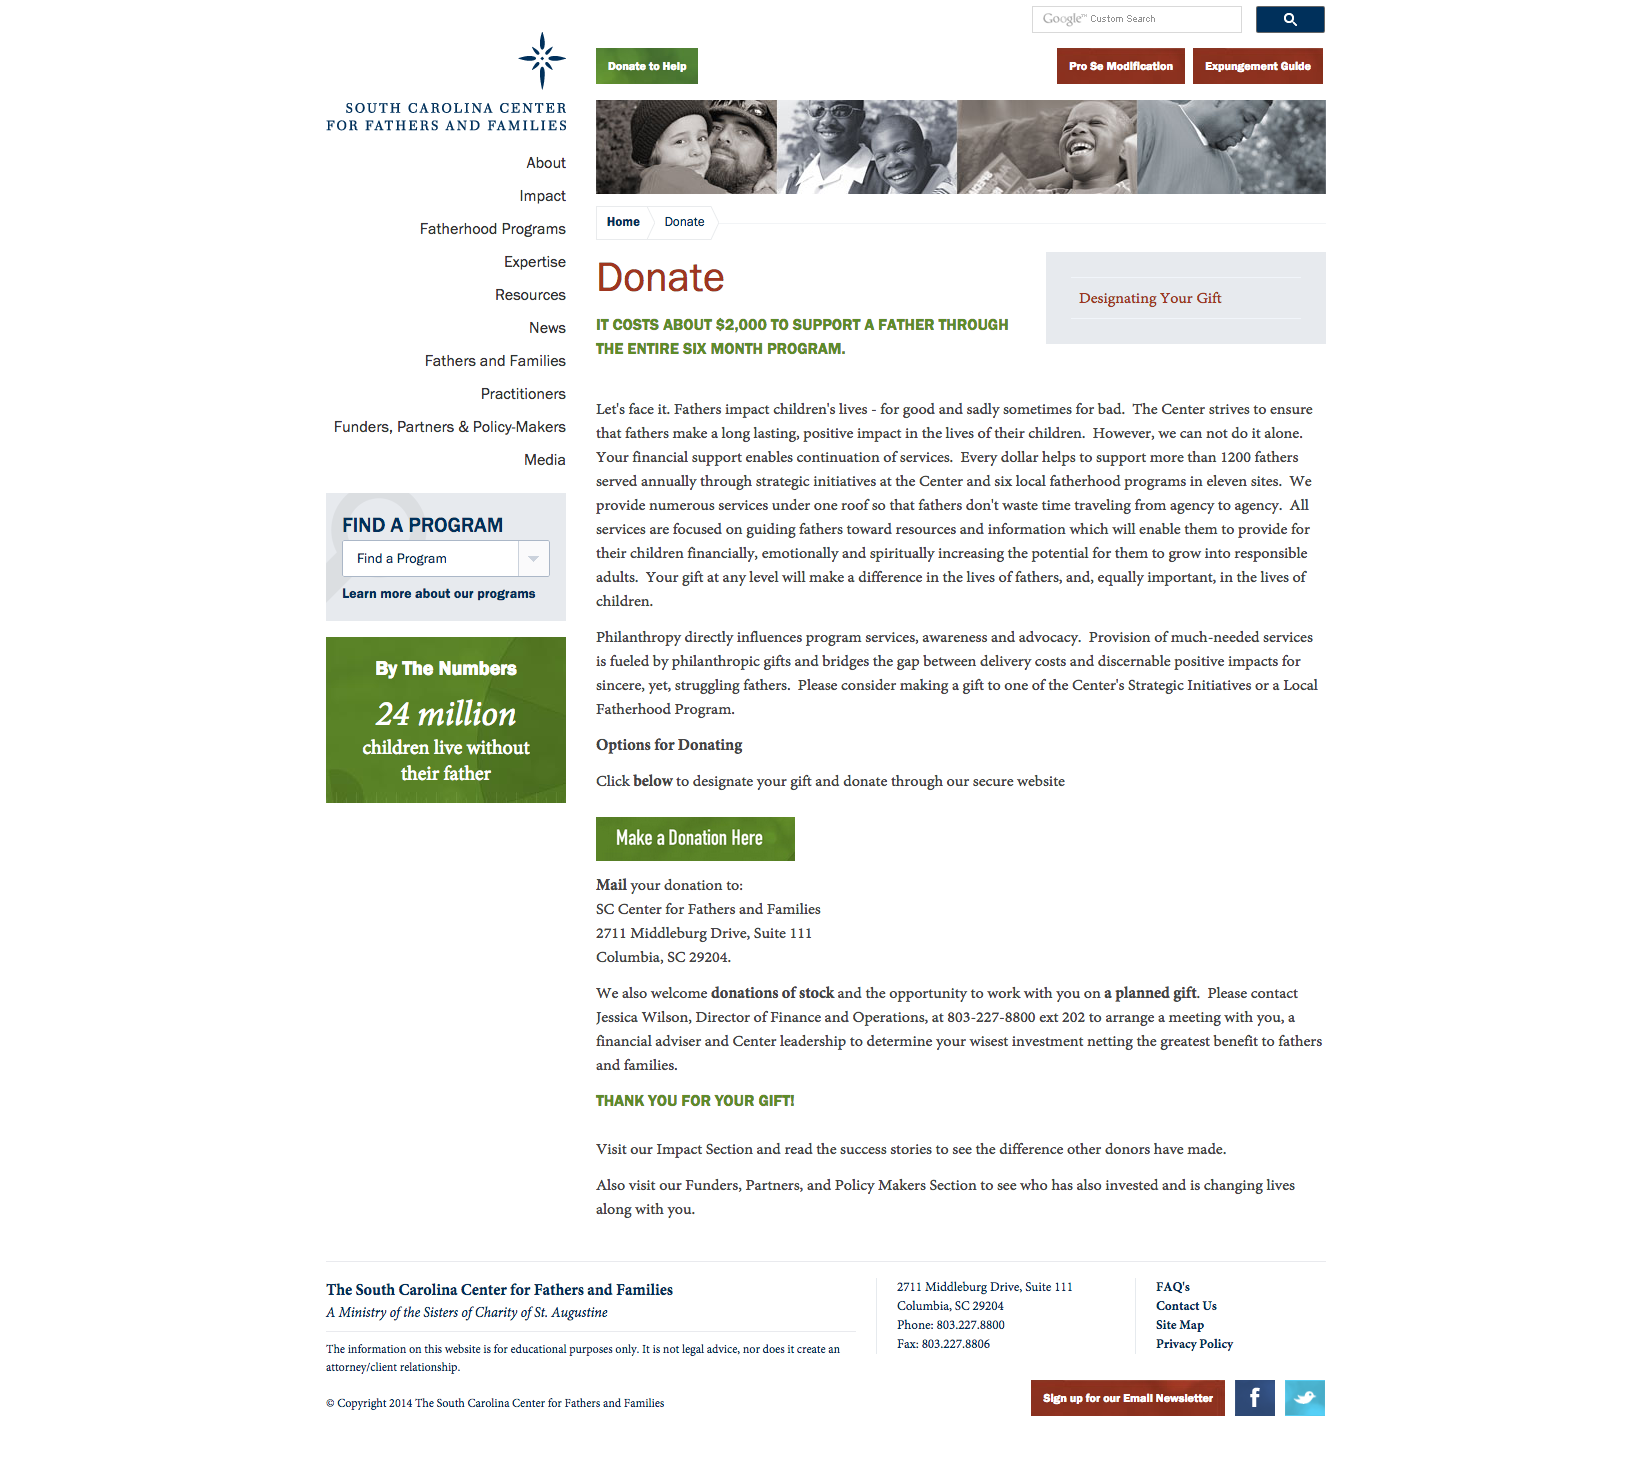 Google™ Custom Search
SOUTH CAROLINA CENTER
FOR FATHERS AND FAMILIES
Donate to Help
Pro Se Modification
Expungement Guide
About
Impact
Fatherhood Programs
Expertise
Resources
News
Fathers and Families
Practitioners
Funders, Partners & Policy-Makers
Media
FIND A PROGRAM
Find a Program
Learn more about our programs
By The Numbers
24 million
children live without
their father
Home
Donate
Donate
Designating Your Gift
IT COSTS ABOUT $2,000 TO SUPPORT A FATHER THROUGH
THE ENTIRE SIX MONTH PROGRAM.
Let's face it. Fathers impact children's lives - for good and sadly sometimes for bad.  The Center strives to ensure
that fathers make a long lasting, positive impact in the lives of their children.  However, we can not do it alone.
Your financial support enables continuation of services.  Every dollar helps to support more than 1200 fathers
served annually through strategic initiatives at the Center and six local fatherhood programs in eleven sites.  We
provide numerous services under one roof so that fathers don't waste time traveling from agency to agency.  All
services are focused on guiding fathers toward resources and information which will enable them to provide for
their children financially, emotionally and spiritually increasing the potential for them to grow into responsible
adults.  Your gift at any level will make a difference in the lives of fathers, and, equally important, in the lives of
children.
Philanthropy directly influences program services, awareness and advocacy.  Provision of much-needed services
is fueled by philanthropic gifts and bridges the gap between delivery costs and discernable positive impacts for
sincere, yet, struggling fathers.  Please consider making a gift to one of the Center's Strategic Initiatives or a Local
Fatherhood Program.
Options for Donating
Click below to designate your gift and donate through our secure website
Make a Donation Here
Mail your donation to:
SC Center for Fathers and Families
2711 Middleburg Drive, Suite 111
Columbia, SC 29204.
We also welcome donations of stock and the opportunity to work with you on a planned gift.  Please contact
Jessica Wilson, Director of Finance and Operations, at 803-227-8800 ext 202 to arrange a meeting with you, a
financial adviser and Center leadership to determine your wisest investment netting the greatest benefit to fathers
and families.
THANK YOU FOR YOUR GIFT!
Visit our Impact Section and read the success stories to see the difference other donors have made.
Also visit our Funders, Partners, and Policy Makers Section to see who has also invested and is changing lives
along with you.
The South Carolina Center for Fathers and Families
A Ministry of the Sisters of Charity of St. Augustine
The information on this website is for educational purposes only. It is not legal advice, nor does it create an
attorney/client relationship.
© Copyright 2014 The South Carolina Center for Fathers and Families
2711 Middleburg Drive, Suite 111
Columbia, SC 29204
Phone: 803.227.8800
Fax: 803.227.8806
FAQ's
Contact Us
Site Map
Privacy Policy
Sign up for our Email Newsletter
f